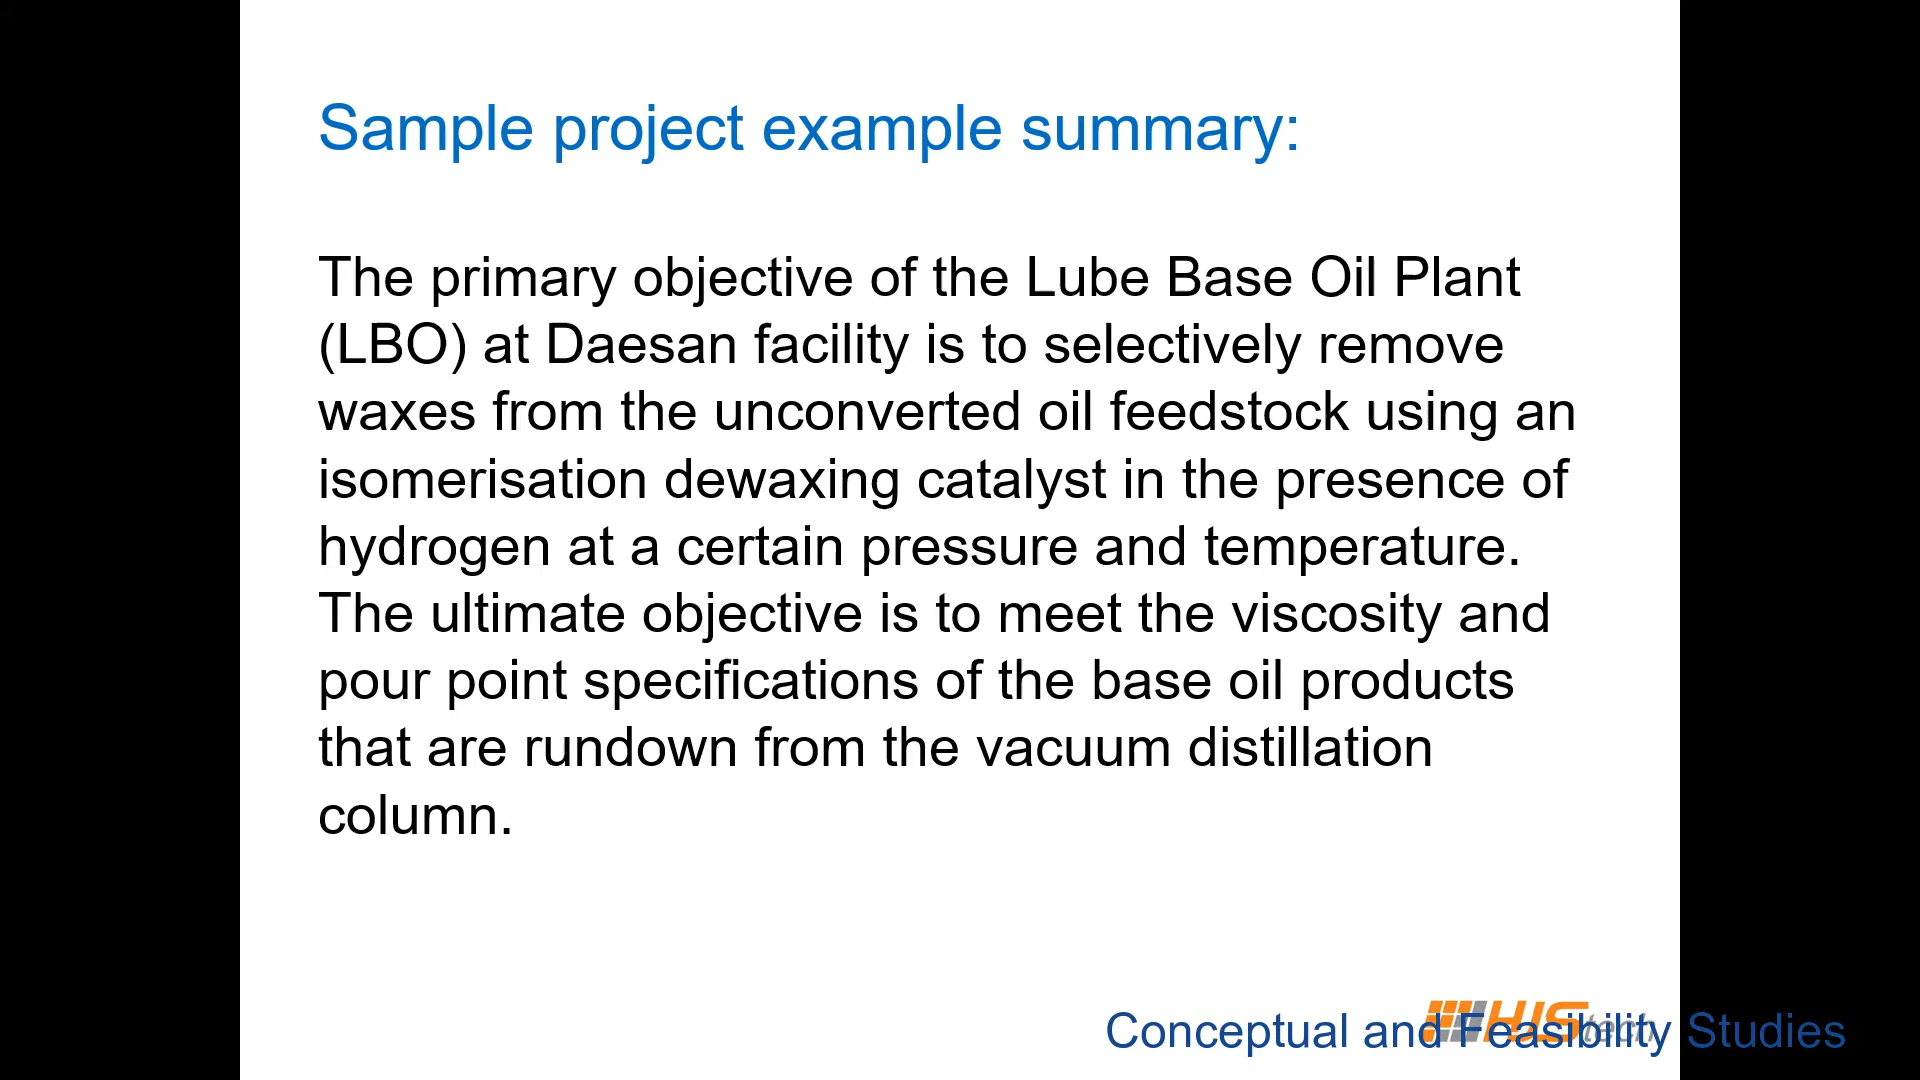 Sample project example summary:
The primary objective of the Lube Base Oil Plant
(LBO) at Daesan facility is to selectively remove
waxes from the unconverted oil feedstock using an
isomerisation dewaxing catalyst in the presence of
hydrogen at a certain pressure and temperature.
The ultimate objective is to meet the viscosity and
pour point specifications of the base oil products
that are rundown from the vacuum distillation
column.
Conceptual and Feasibility Studies